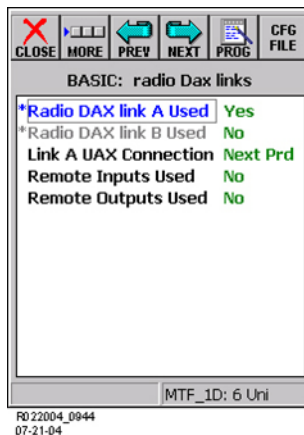 CLOSE MORE PREV NEXT PROG CFG FILE
BASIC: radio Dax links
*Radio DAX link A Used Yes
*Radio DAX link B Used No
Link A UAX Connection Next Prd
Remote Inputs Used No
Remote Outputs Used No
MTF_1D: 6 Uni
R022004_0944
07-21-04